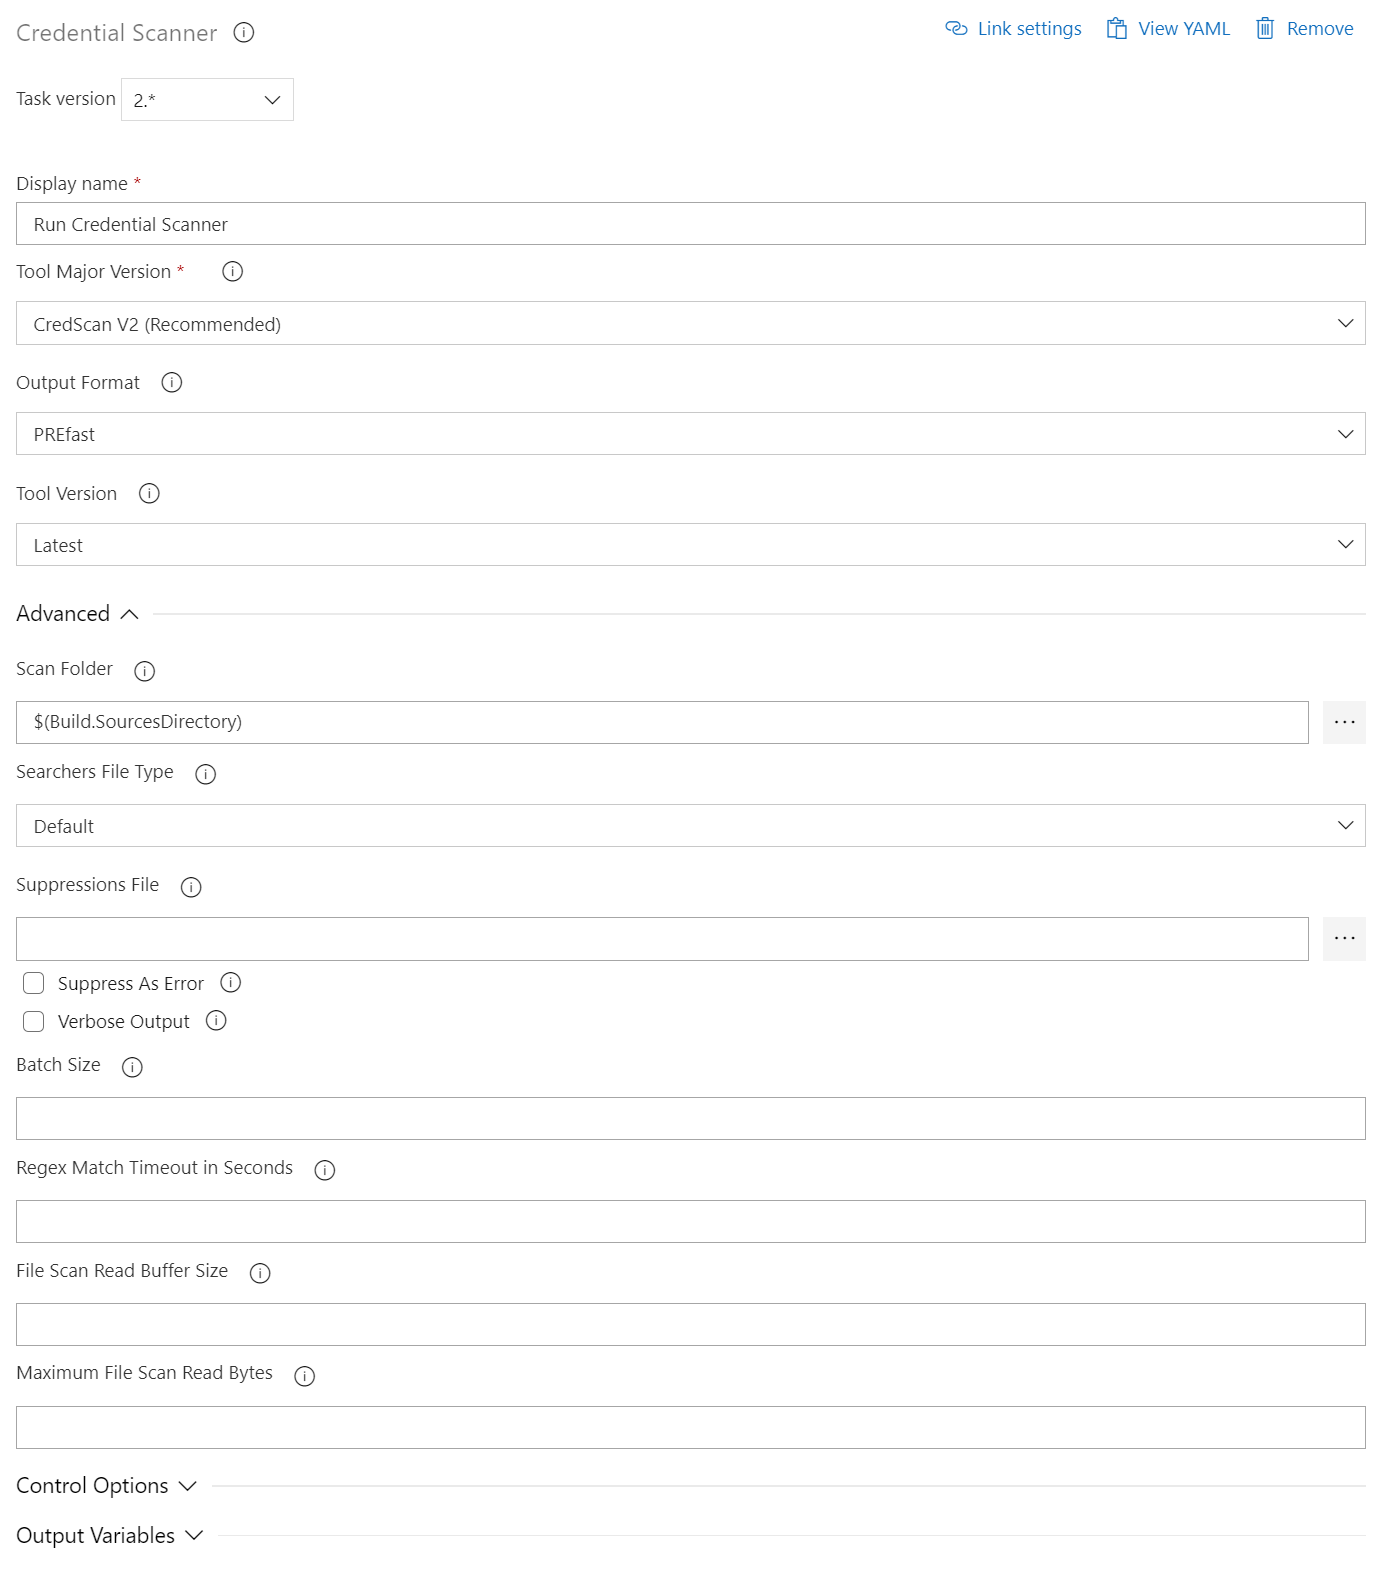 Credential Scanner
Link settings
View YAML
Remove
Task version 2.*
Display name *
Run Credential Scanner
Tool Major Version *
CredScan V2 (Recommended)
Output Format
PREfast
Tool Version
Latest
Advanced
Scan Folder
$(Build.SourcesDirectory)
...
Searchers File Type
Default
Suppressions File
...
Suppress As Error
Verbose Output
Batch Size
Regex Match Timeout in Seconds
File Scan Read Buffer Size
Maximum File Scan Read Bytes
Control Options
Output Variables